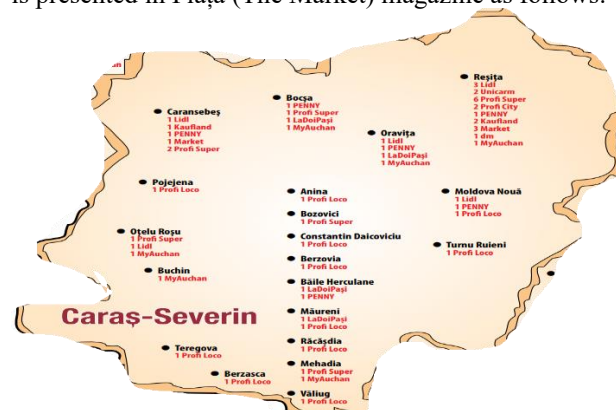 is presented in Piața (The Market) magazine as follows:
Reșița
3 Lidl
2 Unicarm
6 Profi Super
2 Profi City
1 PENNY
2 Kaufland
3 Market
1 dm
1 MyAuchan
Bocșa
1 PENNY
1 Profi Super
1 LaDoiPași
1 MyAuchan
Caransebeș
1 Lidl
1 Kaufland
1 PENNY
1 Market
2 Profi Super
Oravița
1 Lidl
1 PENNY
1 LaDoiPași
1 MyAuchan
Pojejena
1 Profi Loco
Anina
1 Profi Loco
Moldova Nouă
1 Lidl
1 PENNY
1 Profi Loco
Bozovici
1 Profi Super
Oțelu Roșu
1 Profi Super
1 Lidl
1 MyAuchan
Constantin Daicoviciu
1 Profi Loco
Turnu Ruieni
1 Profi Loco
Berzovia
1 Profi Loco
Buchin
1 MyAuchan
Băile Herculane
1 LaDoiPași
1 PENNY
Caraș-Severin
Măureni
1 LaDoiPași
1 Profi Loco
Răcășdia
1 Profi Loco
Teregova
1 Profi Loco
Mehadia
1 Profi Super
1 MyAuchan
Berzasca
1 Profi Loco
Văliug
1 Profi Loco